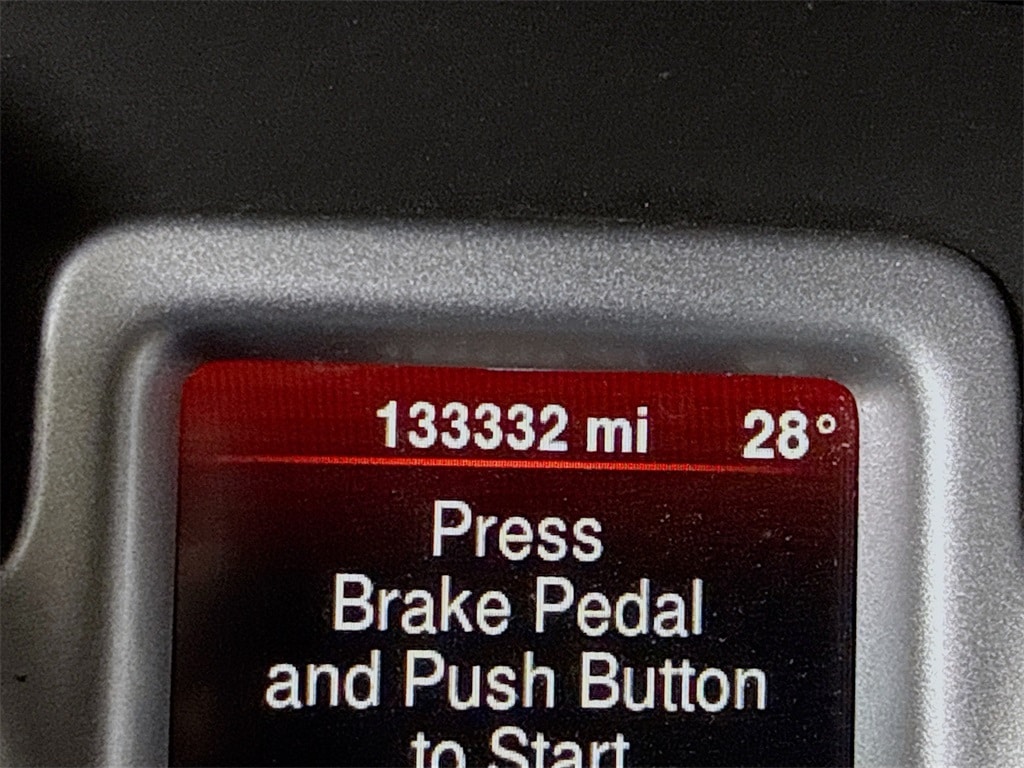 133332 mi 28°
Press
Brake Pedal
and Push Button
to Start